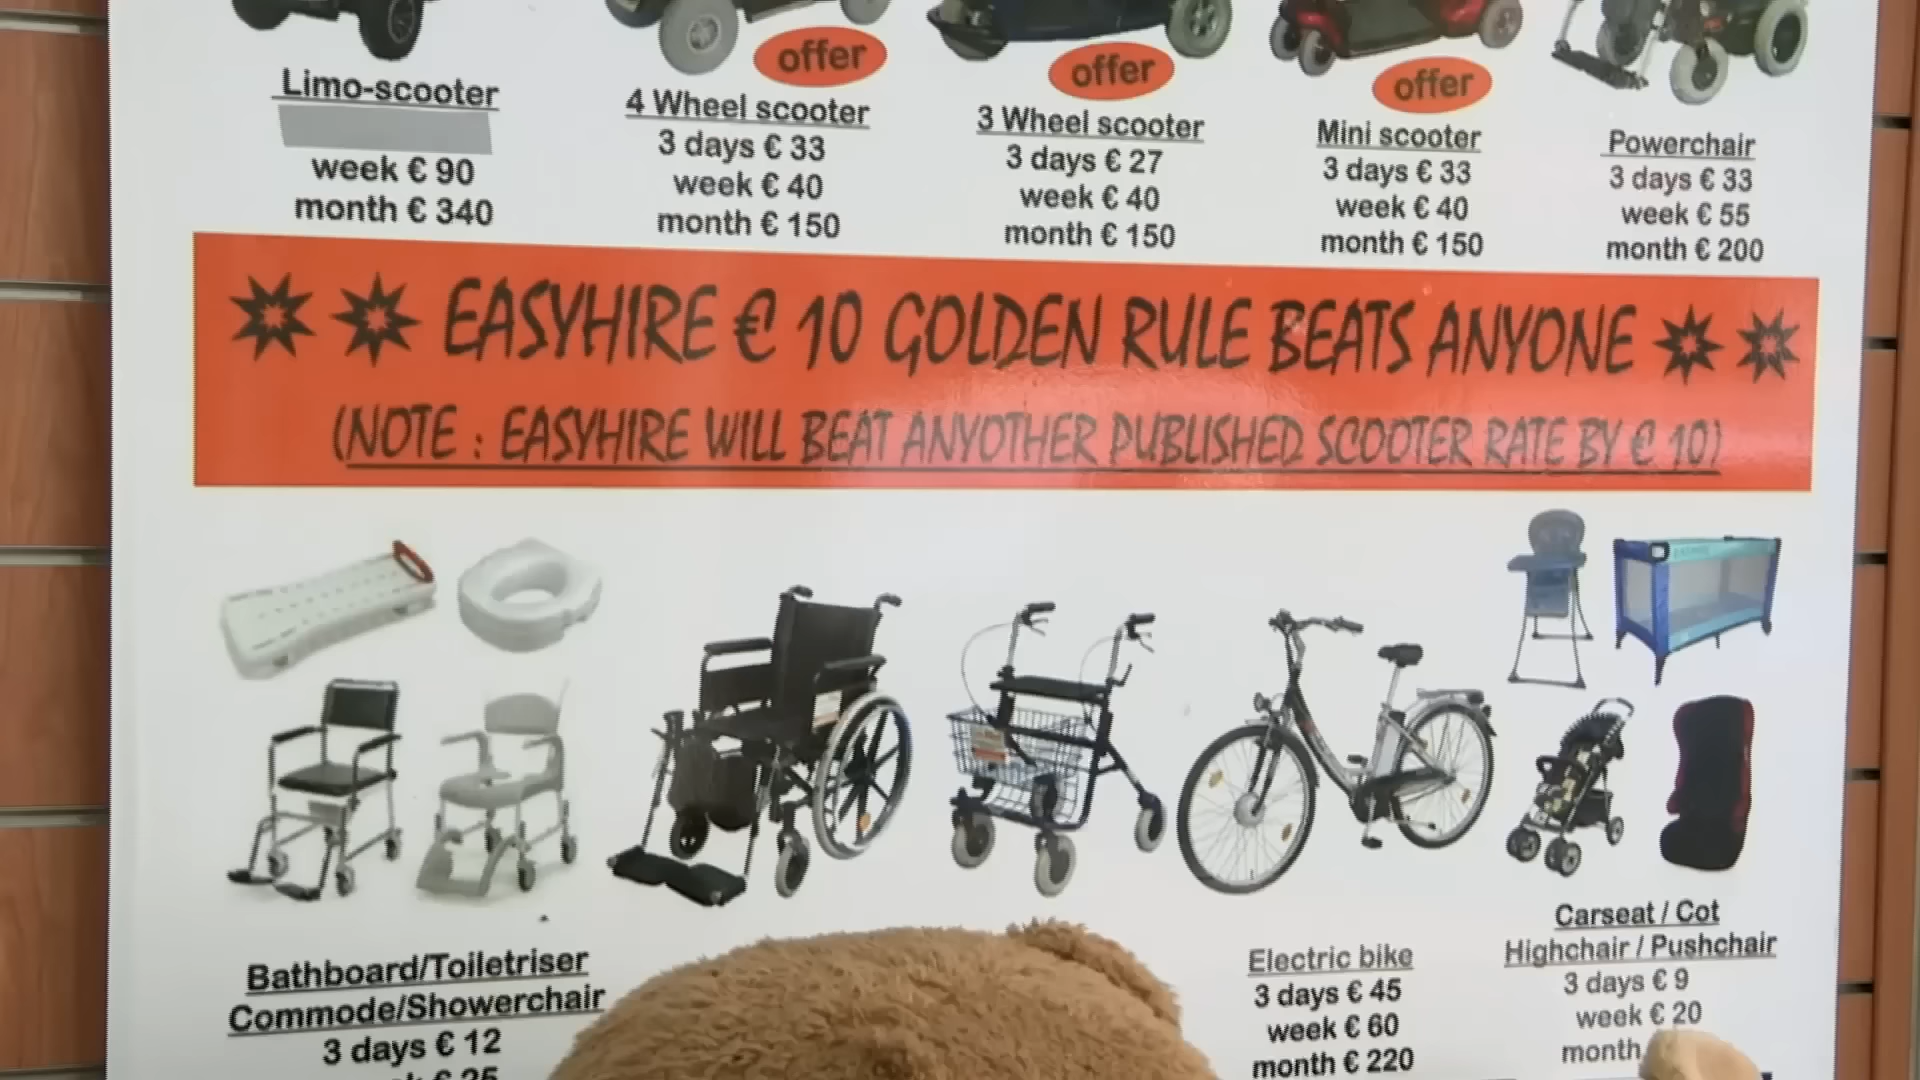 Limo-scooter
week € 90
month € 340
offer
4 Wheel scooter
3 days € 33
week € 40
month € 150
offer
3 Wheel scooter
3 days € 27
week € 40
month € 150
offer
Mini scooter
3 days € 33
week € 40
month € 150
Powerchair
3 days € 33
week € 55
month € 200
EASYHIRE € 10 GOLDEN RULE BEATS ANYONE
(NOTE : EASYHIRE WILL BEAT ANYOTHER PUBLISHED SCOOTER RATE BY € 10)
Bathboard/Toiletriser
Commode/Showerchair
3 days € 12
Electric bike
3 days € 45
week € 60
month € 220
Carseat / Cot
Highchair / Pushchair
3 days € 9
week € 20
month